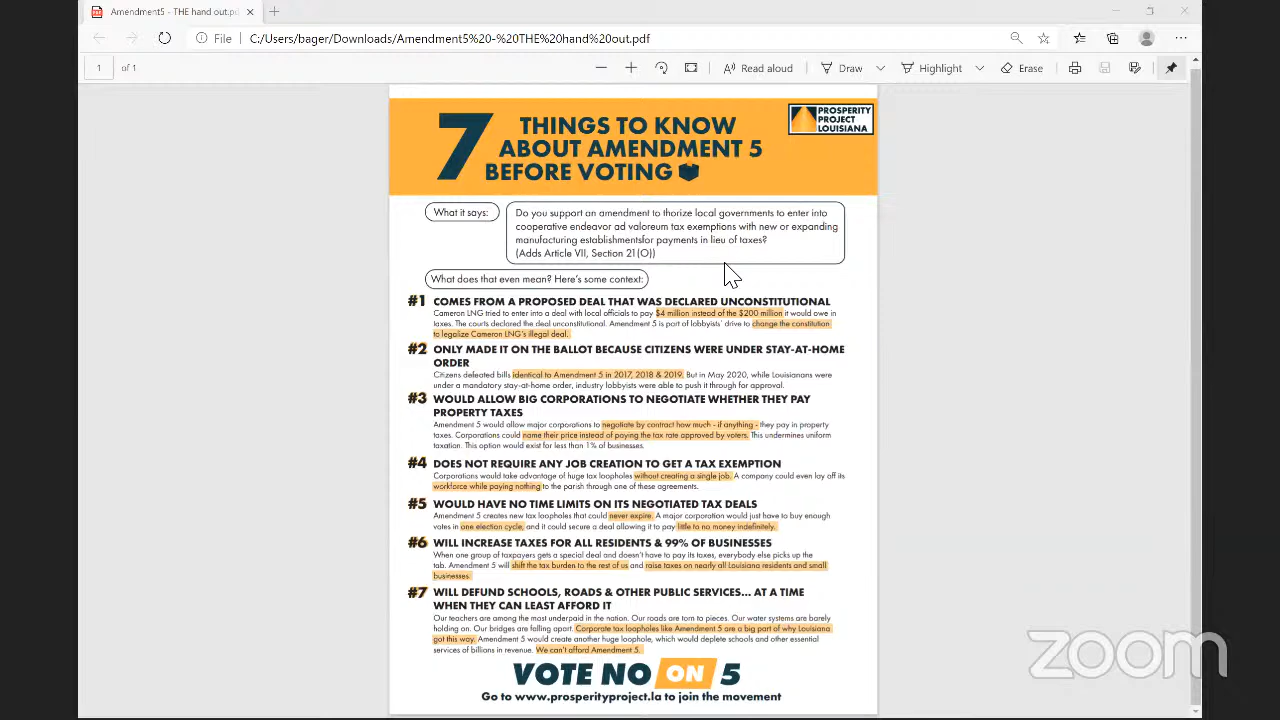 Amendment5 - THE hand out.pd
File C:/Users/bager/Downloads/Amendment5%20-%20THE%20hand%20out.pdf
1 of 1 Read aloud Draw Highlight Erase
PROSPERITY
PROJECT
LOUISIANA
7 THINGS TO KNOW
ABOUT AMENDMENT 5
BEFORE VOTING
What it says:
Do you support an amendment to thorize local governments to enter into
cooperative endeavor ad valoreum tax exemptions with new or expanding
manufacturing establishmentsfor payments in lieu of taxes?
(Adds Article VII, Section 21(O))
What does that even mean? Here's some context:
#1 COMES FROM A PROPOSED DEAL THAT WAS DECLARED UNCONSTITUTIONAL
Cameron LNG tried to enter into a deal with local officials to pay $4 million instead of the $200 million it would owe in
taxes. The courts declared the deal unconstitutional. Amendment 5 is part of lobbyists' drive to change the constitution
to legalize Cameron LNG's illegal deal.
#2 ONLY MADE IT ON THE BALLOT BECAUSE CITIZENS WERE UNDER STAY-AT-HOME
ORDER
Citizens defeated bills identical to Amendment 5 in 2017, 2018 & 2019. But in May 2020, while Louisianans were
under a mandatory stay-at-home order, industry lobbyists were able to push it through for approval.
#3 WOULD ALLOW BIG CORPORATIONS TO NEGOTIATE WHETHER THEY PAY
PROPERTY TAXES
Amendment 5 would allow major corporations to negotiate by contract how much - if anything - they pay in property
taxes. Corporations could name their price instead of paying the tax rate approved by voters. This undermines uniform
taxation. This option would exist for less than 1% of businesses.
#4 DOES NOT REQUIRE ANY JOB CREATION TO GET A TAX EXEMPTION
Corporations would take advantage of huge tax loopholes without creating a single job. A company could even lay off its
workforce while paying nothing to the parish through one of these agreements.
#5 WOULD HAVE NO TIME LIMITS ON ITS NEGOTIATED TAX DEALS
Amendment 5 creates new tax loopholes that could never expire. A major corporation would just have to buy enough
votes in one election cycle, and it could secure a deal allowing it to pay little to no money indefinitely.
#6 WILL INCREASE TAXES FOR ALL RESIDENTS & 99% OF BUSINESSES
When one group of taxpayers gets a special deal and doesn't have to pay its taxes, everybody else picks up the
tab. Amendment 5 will shift the tax burden to the rest of us and raise taxes on nearly all Louisiana residents and small
businesses.
#7 WILL DEFUND SCHOOLS, ROADS & OTHER PUBLIC SERVICES... AT A TIME
WHEN THEY CAN LEAST AFFORD IT
Our teachers are among the most underpaid in the nation. Our roads are torn to pieces. Our water systems are barely
holding on. Our bridges are falling apart. Corporate tax loopholes like Amendment 5 are a big part of why Louisiana
got this way. Amendment 5 would create another huge loophole, which would deplete schools and other essential
services of billions in revenue. We can't afford Amendment 5.
VOTE NO ON 5
Go to www.prosperityproject.la to join the movement
zoom